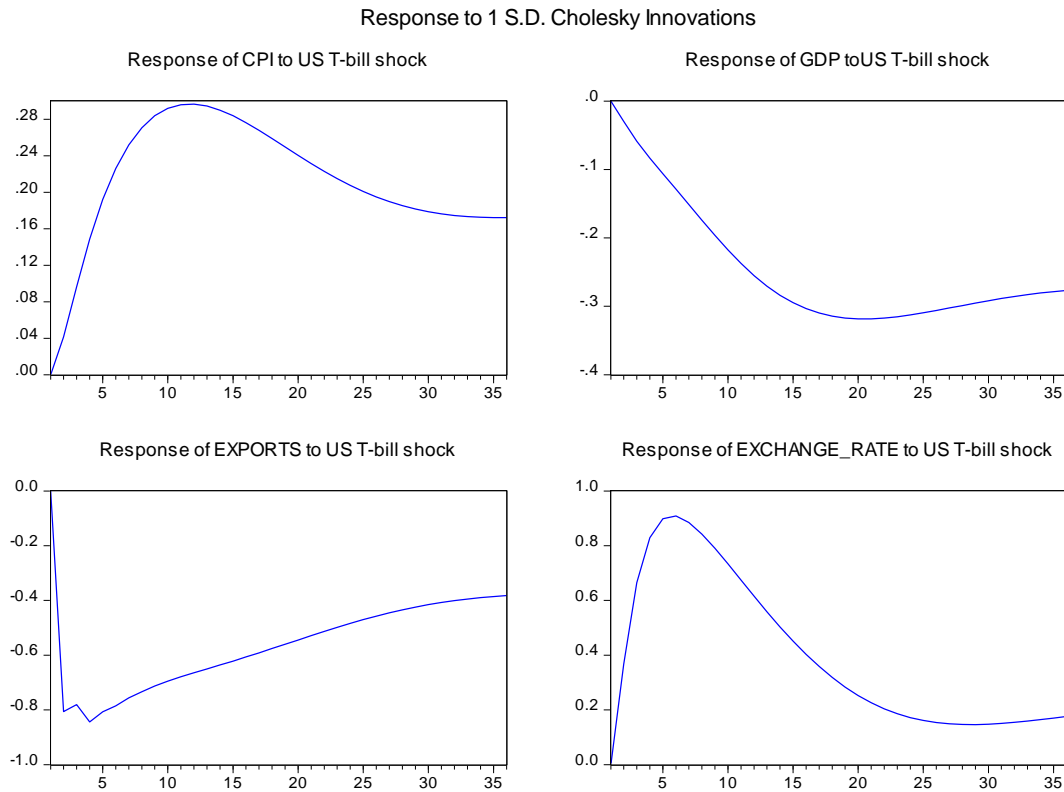 Response to 1 S.D. Cholesky Innovations
Response of CPI to US T-bill shock
.28
.24
.20
.16
.12
.08
.04
.00
5 10 15 20 25 30 35
Response of GDP toUS T-bill shock
.0
-.1
-.2
-.3
-.4
5 10 15 20 25 30 35
Response of EXPORTS to US T-bill shock
0.0
-0.2
-0.4
-0.6
-0.8
-1.0
5 10 15 20 25 30 35
Response of EXCHANGE_RATE to US T-bill shock
1.0
0.8
0.6
0.4
0.2
0.0
5 10 15 20 25 30 35